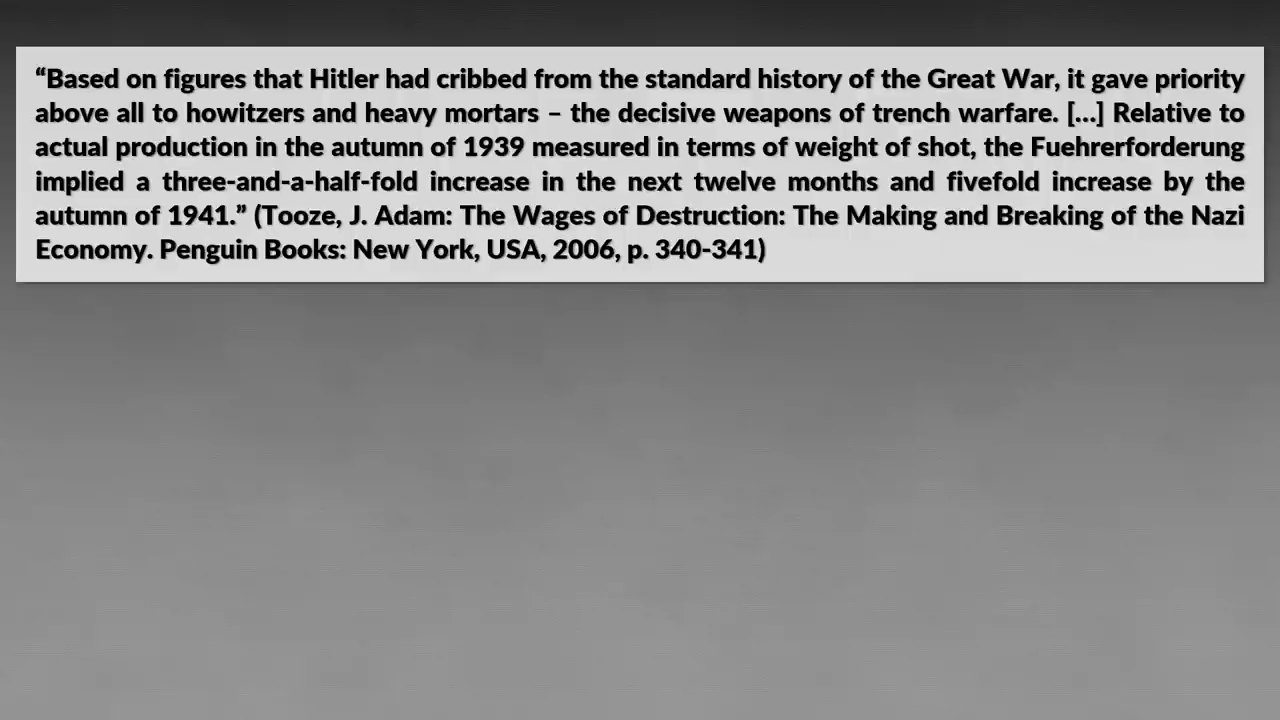 “Based on figures that Hitler had cribbed from the standard history of the Great War, it gave priority
above all to howitzers and heavy mortars – the decisive weapons of trench warfare. [...] Relative to
actual production in the autumn of 1939 measured in terms of weight of shot, the Fuehrerforderung
implied a three-and-a-half-fold increase in the next twelve months and fivefold increase by the
autumn of 1941.” (Tooze, J. Adam: The Wages of Destruction: The Making and Breaking of the Nazi
Economy. Penguin Books: New York, USA, 2006, p. 340-341)